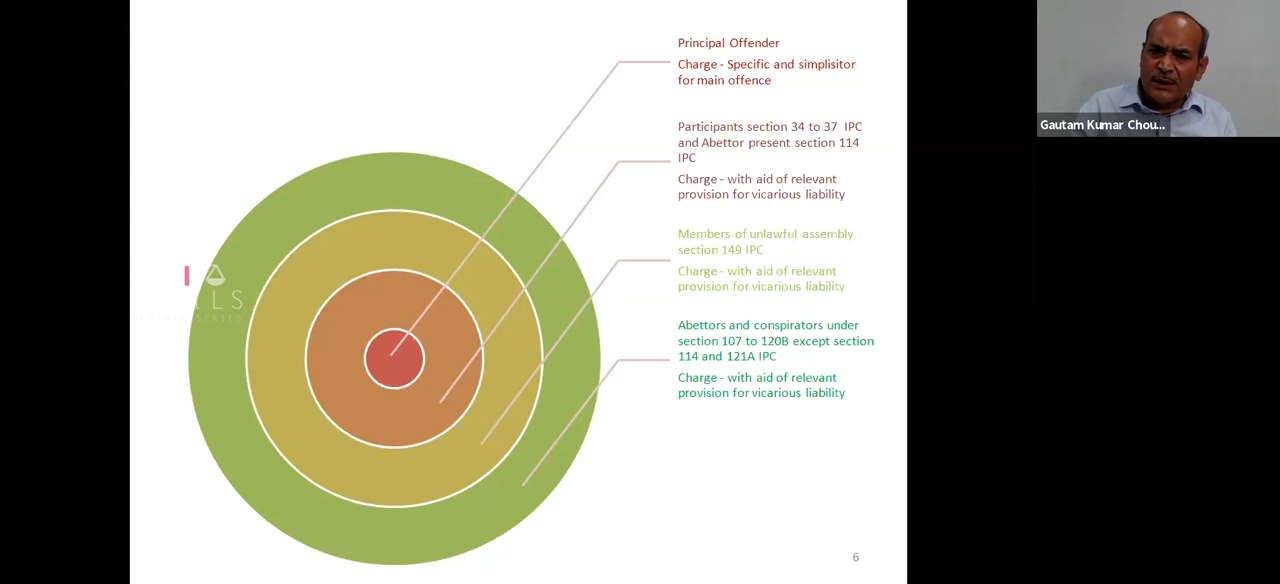 Principal Offender
Charge - Specific and simplisitor
for main offence
Participants section 34 to 37 IPC
and Abettor present section 114
IPC
Charge - with aid of relevant
provision for vicarious liability
Members of unlawful assembly
section 149 IPC
Charge - with aid of relevant
provision for vicarious liability
Abettors and conspirators under
section 107 to 120B except section
114 and 121A IPC
Charge - with aid of relevant
provision for vicarious liability
6
Gautam Kumar Chou...